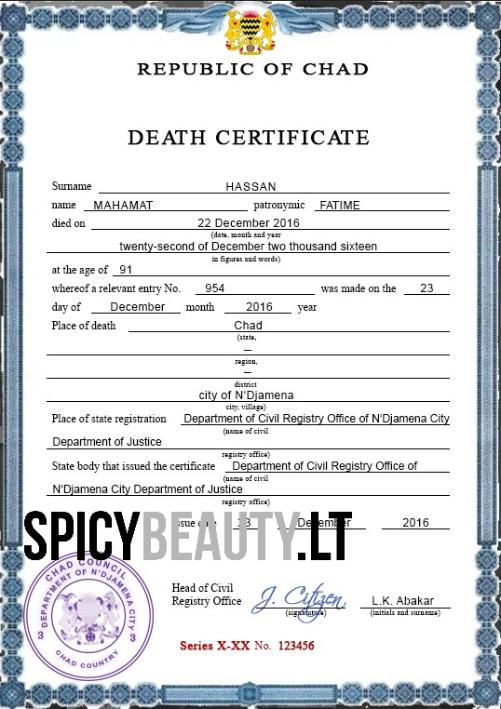 REPUBLIC OF CHAD
DEATH CERTIFICATE
Surname HASSAN
name MAHAMAT patronymic FATIME
died on 22 December 2016
(date, month and year
twenty-second of December two thousand sixteen
in figures and words)
at the age of 91
whereof a relevant entry No. 954 was made on the 23
day of December month 2016 year
Place of death Chad
(state,
—
region,
—
district
city of N'Djamena
city, village)
Place of state registration Department of Civil Registry Office of N'Djamena City
(name of civil
Department of Justice
registry office)
State body that issued the certificate Department of Civil Registry Office of
(name of civil
N'Djamena City Department of Justice
registry office)
December 2016
SPICYBEAUTY.LT
CHAD COUNCIL
DEPARTMENT OF N'DJAMENA CITY
3 3
CHAD COUNTRY
Head of Civil
Registry Office J. Citizen L.K. Abakar
(signature) (initials and surname)
Series X-XX No. 123456